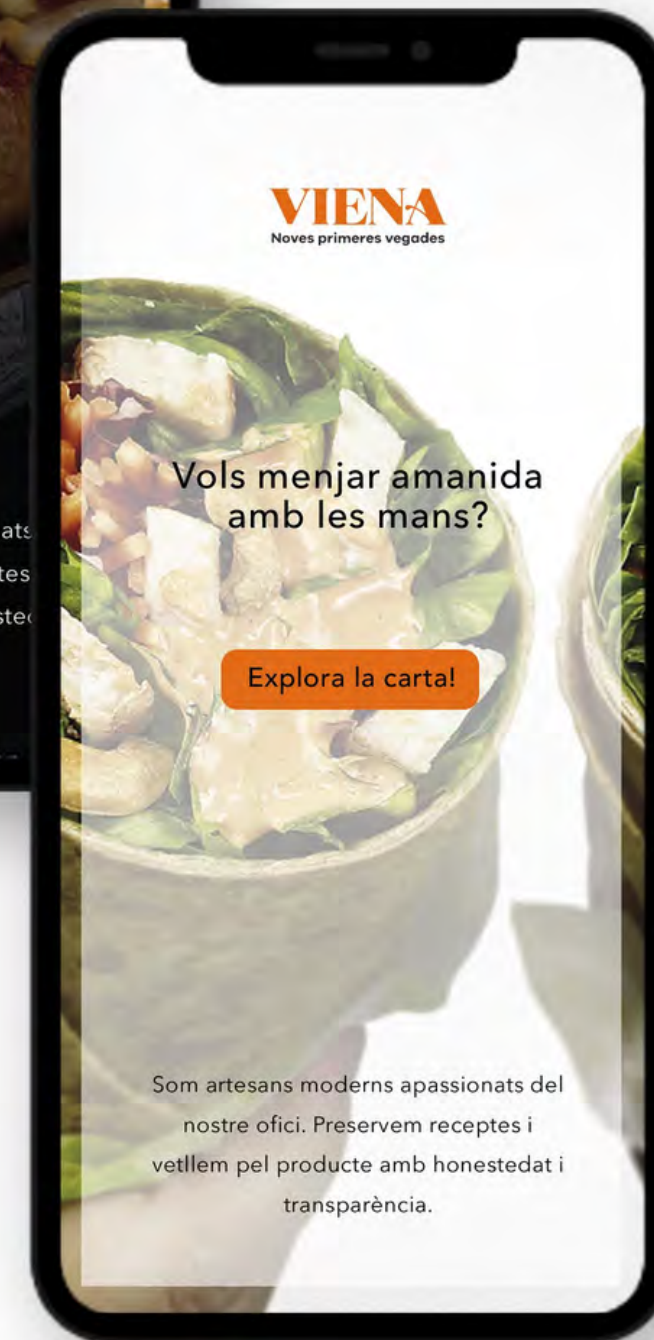 VIENA
Noves primeres vegades
Vols menjar amanida
amb les mans?
Explora la carta!
Som artesans moderns apassionats del
nostre ofici. Preservem receptes i
vetllem pel producte amb honestedat i
transparència.